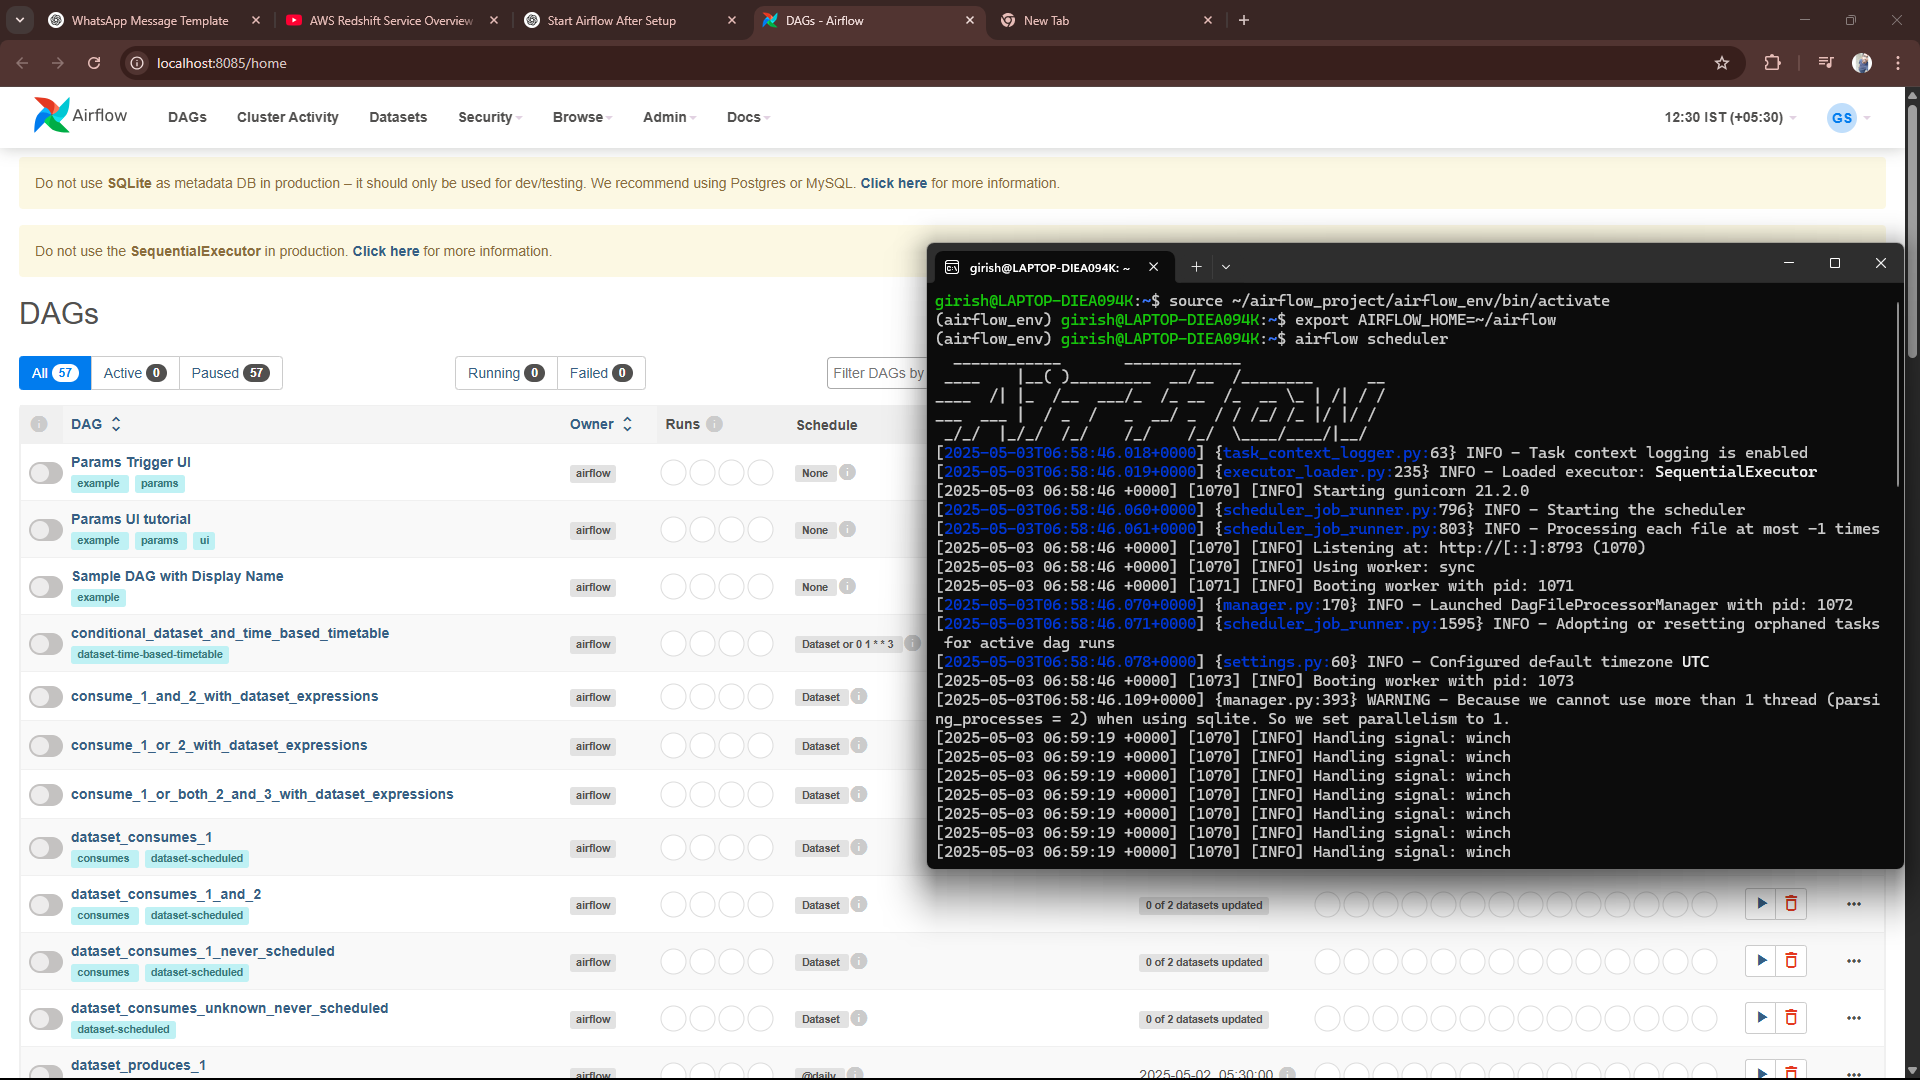 WhatsApp Message Template
AWS Redshift Service Overview
Start Airflow After Setup
DAGs - Airflow
New Tab
localhost:8085/home
Airflow
DAGs
Cluster Activity
Datasets
Security
Browse
Admin
Docs
12:30 IST (+05:30)
GS
Do not use SQLite as metadata DB in production – it should only be used for dev/testing. We recommend using Postgres or MySQL. Click here for more information.
Do not use the SequentialExecutor in production. Click here for more information.
DAGs
All 57
Active 0
Paused 57
Running 0
Failed 0
Filter DAGs by
DAG
Owner
Runs
Schedule
Params Trigger UI
example params
airflow
None
Params UI tutorial
example params ui
airflow
None
Sample DAG with Display Name
example
airflow
None
conditional_dataset_and_time_based_timetable
dataset-time-based-timetable
airflow
Dataset or 0 1 * * 3
consume_1_and_2_with_dataset_expressions
airflow
Dataset
consume_1_or_2_with_dataset_expressions
airflow
Dataset
consume_1_or_both_2_and_3_with_dataset_expressions
airflow
Dataset
dataset_consumes_1
consumes dataset-scheduled
airflow
Dataset
dataset_consumes_1_and_2
consumes dataset-scheduled
airflow
Dataset
0 of 2 datasets updated
dataset_consumes_1_never_scheduled
consumes dataset-scheduled
airflow
Dataset
0 of 2 datasets updated
dataset_consumes_unknown_never_scheduled
dataset-scheduled
airflow
Dataset
0 of 2 datasets updated
dataset_produces_1
airflow
@daily
2025-05-02, 05:30:00
girish@LAPTOP-DIEA094K: ~
girish@LAPTOP-DIEA094K:~$ source ~/airflow_project/airflow_env/bin/activate
(airflow_env) girish@LAPTOP-DIEA094K:~$ export AIRFLOW_HOME=~/airflow
(airflow_env) girish@LAPTOP-DIEA094K:~$ airflow scheduler
[2025-05-03T06:58:46.018+0000] {task_context_logger.py:63} INFO - Task context logging is enabled
[2025-05-03T06:58:46.019+0000] {executor_loader.py:235} INFO - Loaded executor: SequentialExecutor
[2025-05-03 06:58:46 +0000] [1070] [INFO] Starting gunicorn 21.2.0
[2025-05-03T06:58:46.060+0000] {scheduler_job_runner.py:796} INFO - Starting the scheduler
[2025-05-03T06:58:46.061+0000] {scheduler_job_runner.py:803} INFO - Processing each file at most -1 times
[2025-05-03 06:58:46 +0000] [1070] [INFO] Listening at: http://[::]:8793 (1070)
[2025-05-03 06:58:46 +0000] [1070] [INFO] Using worker: sync
[2025-05-03 06:58:46 +0000] [1071] [INFO] Booting worker with pid: 1071
[2025-05-03T06:58:46.070+0000] {manager.py:170} INFO - Launched DagFileProcessorManager with pid: 1072
[2025-05-03T06:58:46.071+0000] {scheduler_job_runner.py:1595} INFO - Adopting or resetting orphaned tasks
for active dag runs
[2025-05-03T06:58:46.078+0000] {settings.py:60} INFO - Configured default timezone UTC
[2025-05-03 06:58:46 +0000] [1073] [INFO] Booting worker with pid: 1073
[2025-05-03T06:58:46.109+0000] {manager.py:393} WARNING - Because we cannot use more than 1 thread (parsi
ng_processes = 2) when using sqlite. So we set parallelism to 1.
[2025-05-03 06:59:19 +0000] [1070] [INFO] Handling signal: winch
[2025-05-03 06:59:19 +0000] [1070] [INFO] Handling signal: winch
[2025-05-03 06:59:19 +0000] [1070] [INFO] Handling signal: winch
[2025-05-03 06:59:19 +0000] [1070] [INFO] Handling signal: winch
[2025-05-03 06:59:19 +0000] [1070] [INFO] Handling signal: winch
[2025-05-03 06:59:19 +0000] [1070] [INFO] Handling signal: winch
[2025-05-03 06:59:19 +0000] [1070] [INFO] Handling signal: winch